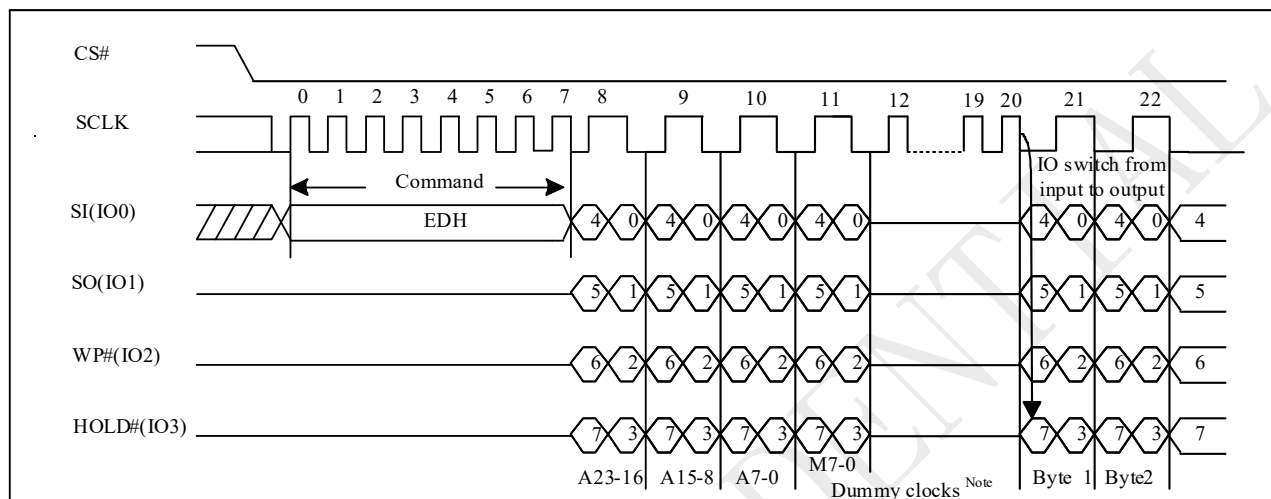 CS#
0 1 2 3 4 5 6 7 8 9 10 11 12 19 20 21 22
SCLK
Command
IO switch from
input to output
SI(IO0)
EDH
4 0 4 0 4 0 4 0 4 0 4 0 4
SO(IO1)
5 1 5 1 5 1 5 1 5 1 5 1 5
WP#(IO2)
6 2 6 2 6 2 6 2 6 2 6 2 6
HOLD#(IO3)
7 3 7 3 7 3 7 3 7 3 7 3 7
A23-16 A15-8 A7-0 M7-0 Dummy clocks Note Byte 1 Byte2
DENTIAL